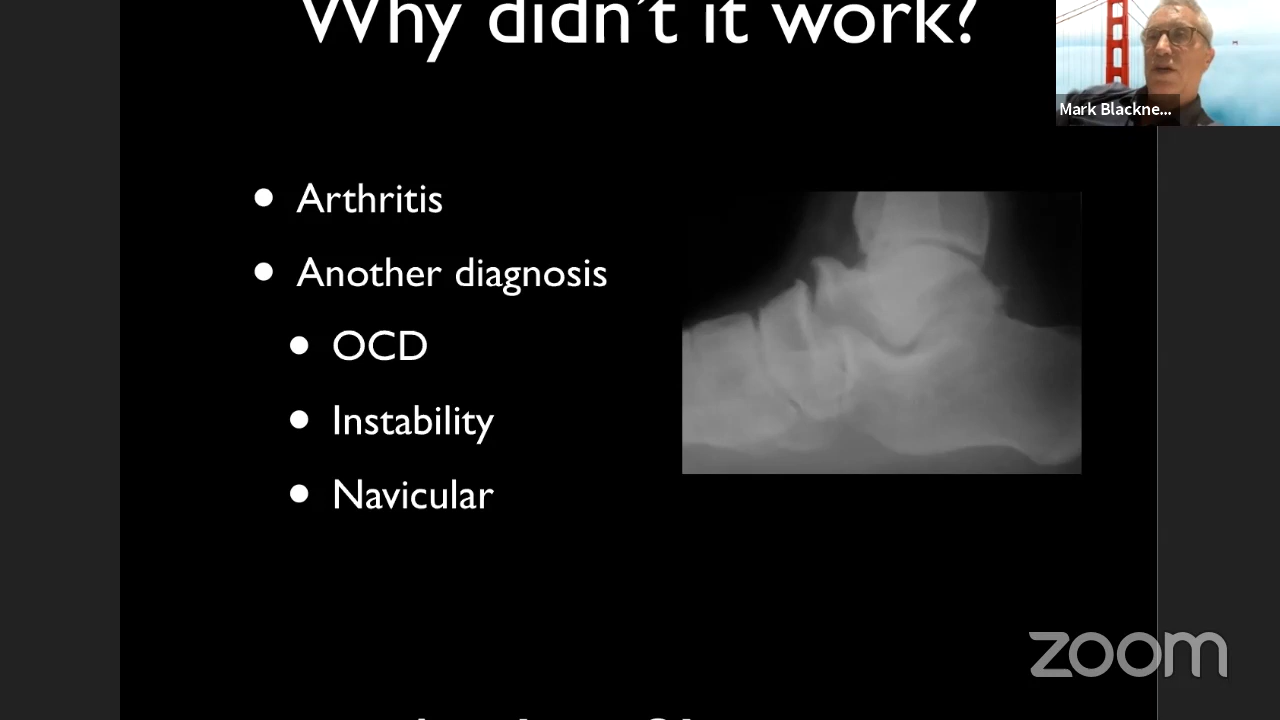 Why didn't it work?
Mark Blackne...
Arthritis
Another diagnosis
OCD
Instability
Navicular
zoom